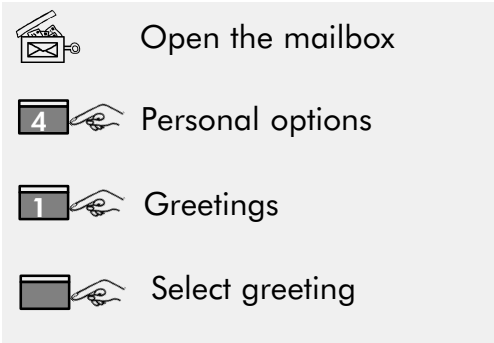 Open the mailbox
4 Personal options
1 Greetings
Select greeting